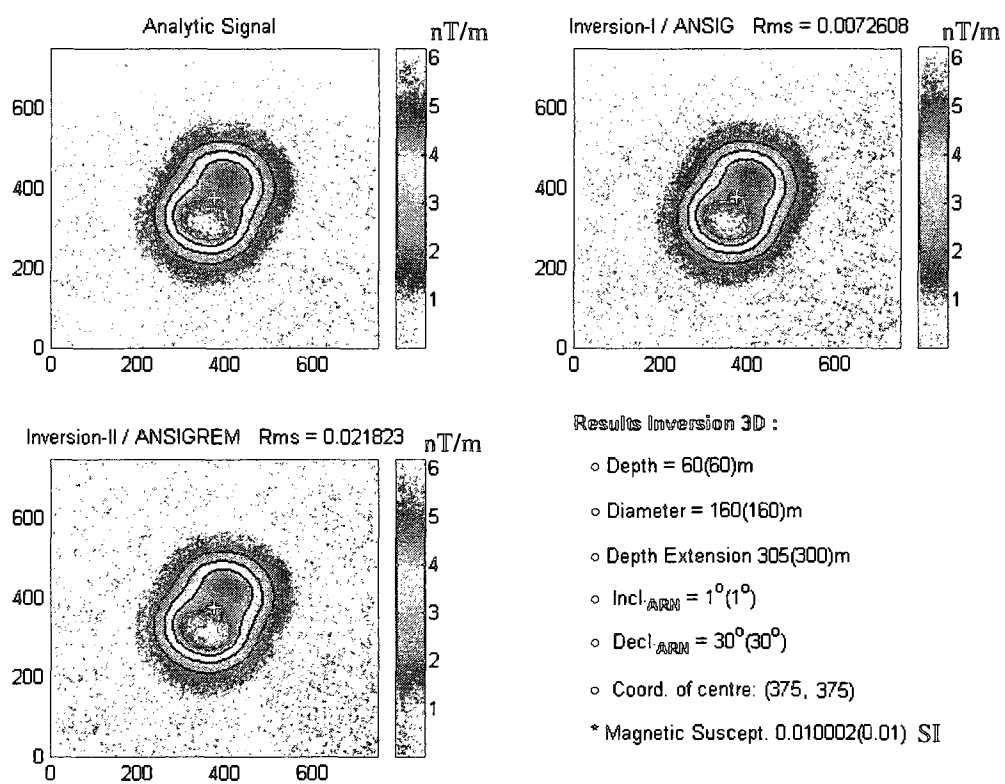 Analytic Signal
nT/m
6
5
4
3
2
1
600
400
200
0
0 200 400 600
Inversion-I / ANSIG Rms = 0.0072608
nT/m
6
5
4
3
2
1
600
400
200
0
0 200 400 600
Inversion-II / ANSIGREM Rms = 0.021823
nT/m
6
5
4
3
2
1
600
400
200
0
0 200 400 600
Results Inversion 3D :
o Depth = 60(60)m
o Diameter = 160(160)m
o Depth Extension 305(300)m
o Incl.ARN = 1°(1°)
o Decl.ARN = 30°(30°)
o Coord. of centre: (375, 375)
* Magnetic Suscept. 0.010002(0.01) SI